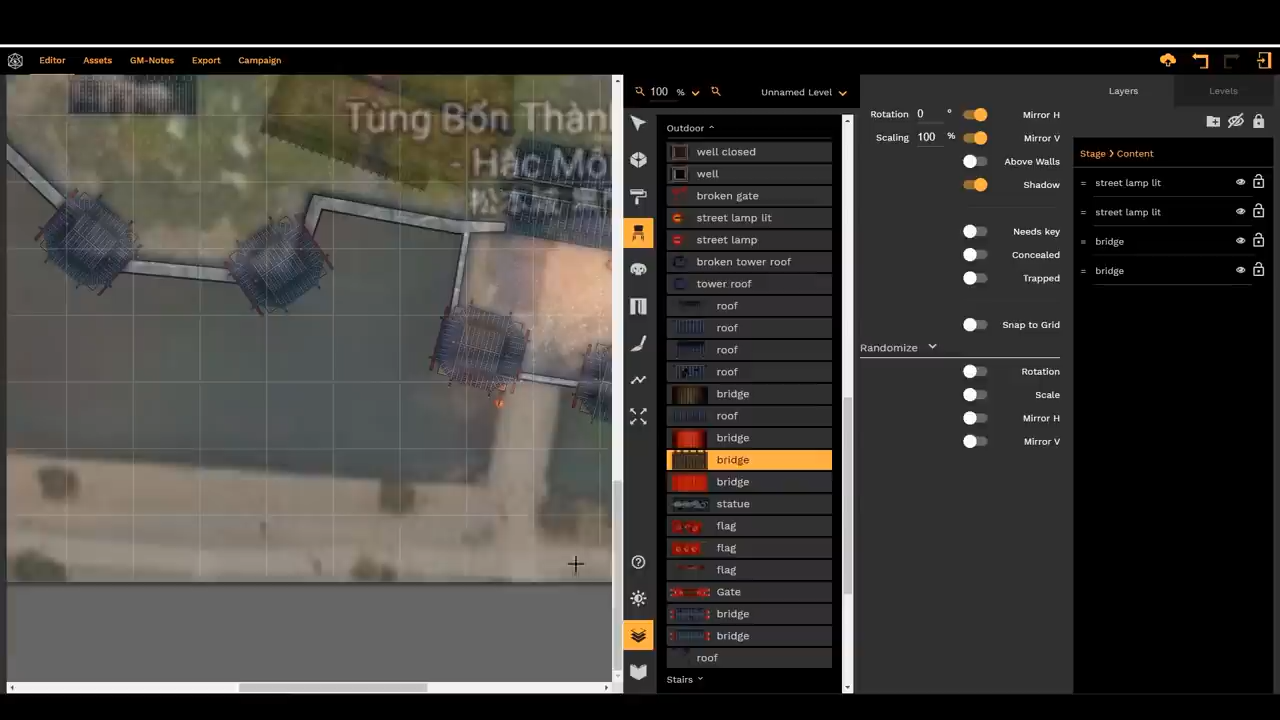 Editor
Assets
GM-Notes
Export
Campaign
Tùng Bổn Thành
- Hắc Mô
100 %
Unnamed Level
Outdoor
well closed
well
broken gate
street lamp lit
street lamp
broken tower roof
tower roof
roof
roof
roof
roof
bridge
roof
bridge
bridge
bridge
statue
flag
flag
flag
Gate
bridge
bridge
roof
Stairs
Rotation 0 °
Scaling 100 %
Mirror H
Mirror V
Above Walls
Shadow
Needs key
Concealed
Trapped
Snap to Grid
Randomize
Rotation
Scale
Mirror H
Mirror V
Layers
Levels
Stage > Content
= street lamp lit
= street lamp lit
= bridge
= bridge